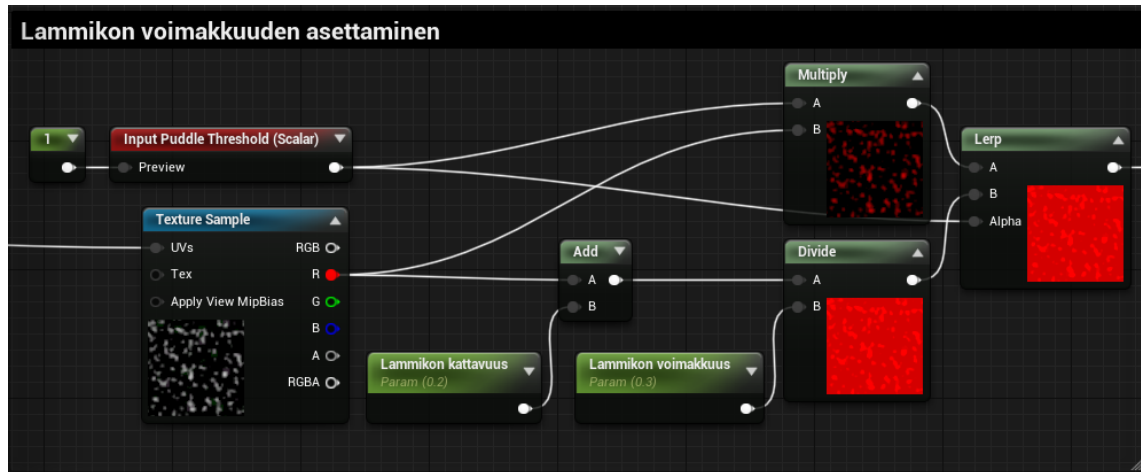 Lammikon voimakkuuden asettaminen
1
Input Puddle Threshold (Scalar)
Preview
Texture Sample
UVs
RGB
Tex
R
Apply View MipBias
G
B
A
RGBA
Lammikon kattavuus
Param (0.2)
Add
A
B
Lammikon voimakkuus
Param (0.3)
Multiply
A
B
Divide
A
B
Lerp
A
B
Alpha